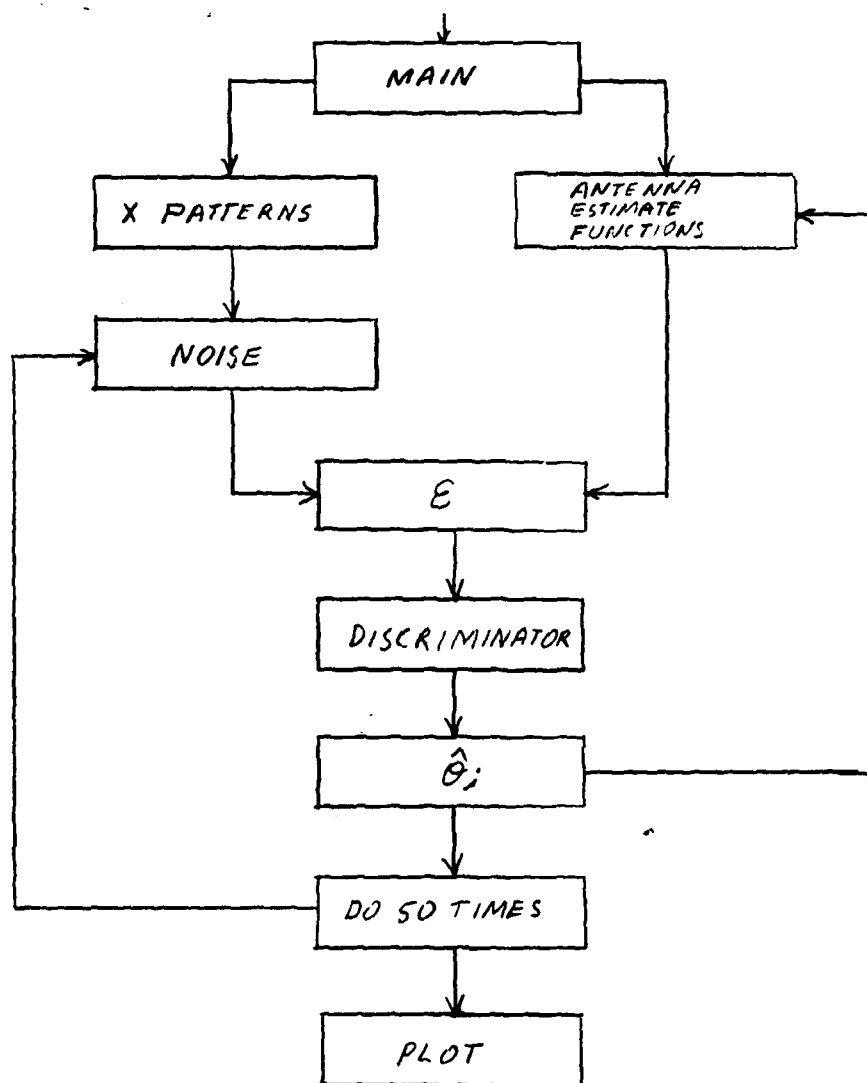 MAIN
X PATTERNS
ANTENNA
ESTIMATE
FUNCTIONS
NOISE
ε
DISCRIMINATOR
θ̂i
DO 50 TIMES
PLOT